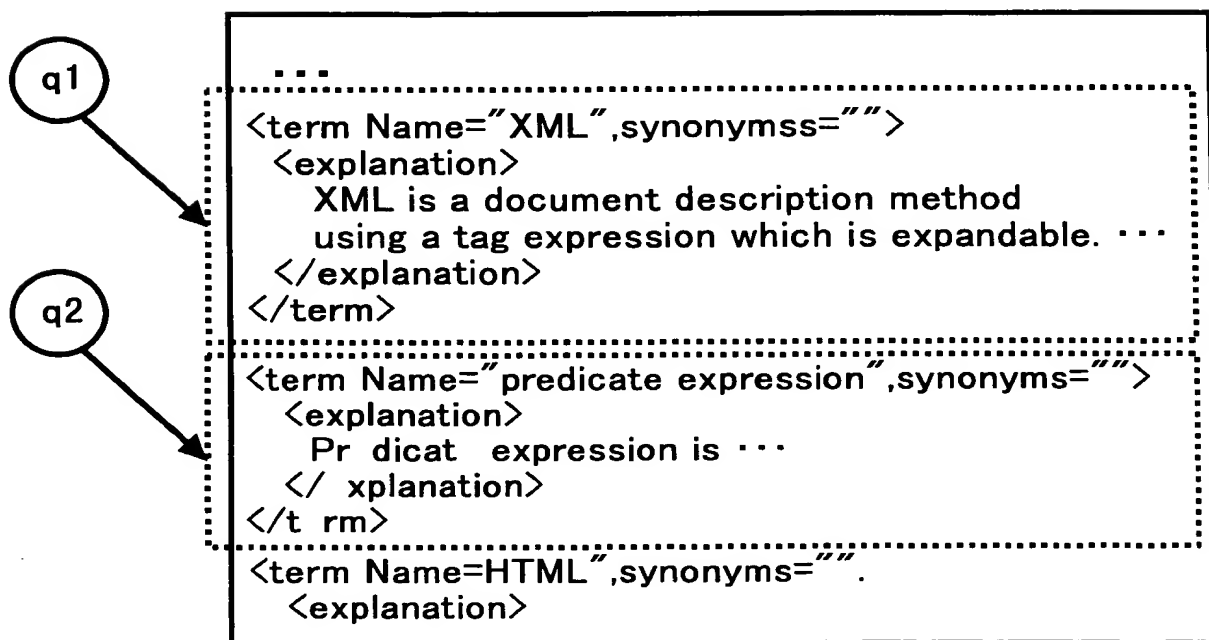 q1
...
<term Name="XML",synonymss="">
<explanation>
XML is a document description method
using a tag expression which is expandable. ...
</explanation>
</term>
q2
<term Name="predicate expression",synonyms="">
<explanation>
Pr dicat expression is ...
</ xplanation>
</t rm>
<term Name=HTML",synonyms="".
<explanation>